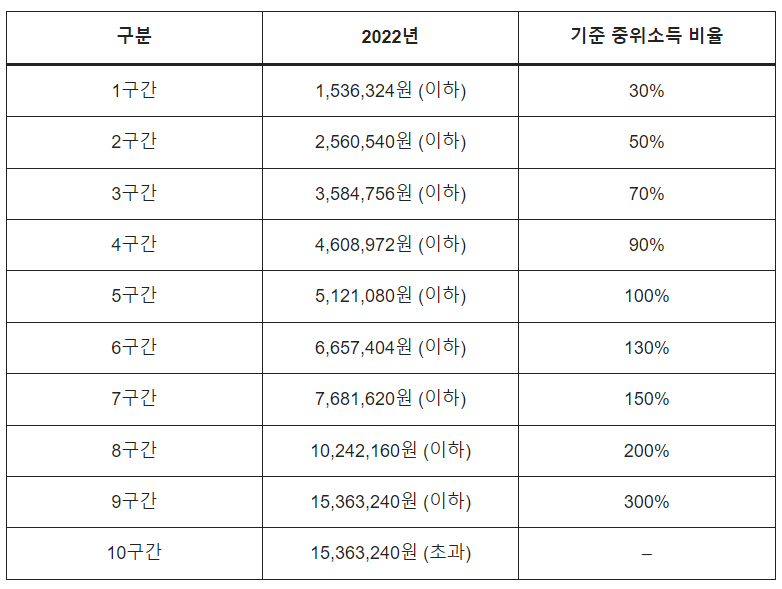 구분 2022년 기준 중위소득 비율
1구간 1,536,324원 (이하) 30%
2구간 2,560,540원 (이하) 50%
3구간 3,584,756원 (이하) 70%
4구간 4,608,972원 (이하) 90%
5구간 5,121,080원 (이하) 100%
6구간 6,657,404원 (이하) 130%
7구간 7,681,620원 (이하) 150%
8구간 10,242,160원 (이하) 200%
9구간 15,363,240원 (이하) 300%
10구간 15,363,240원 (초과) –